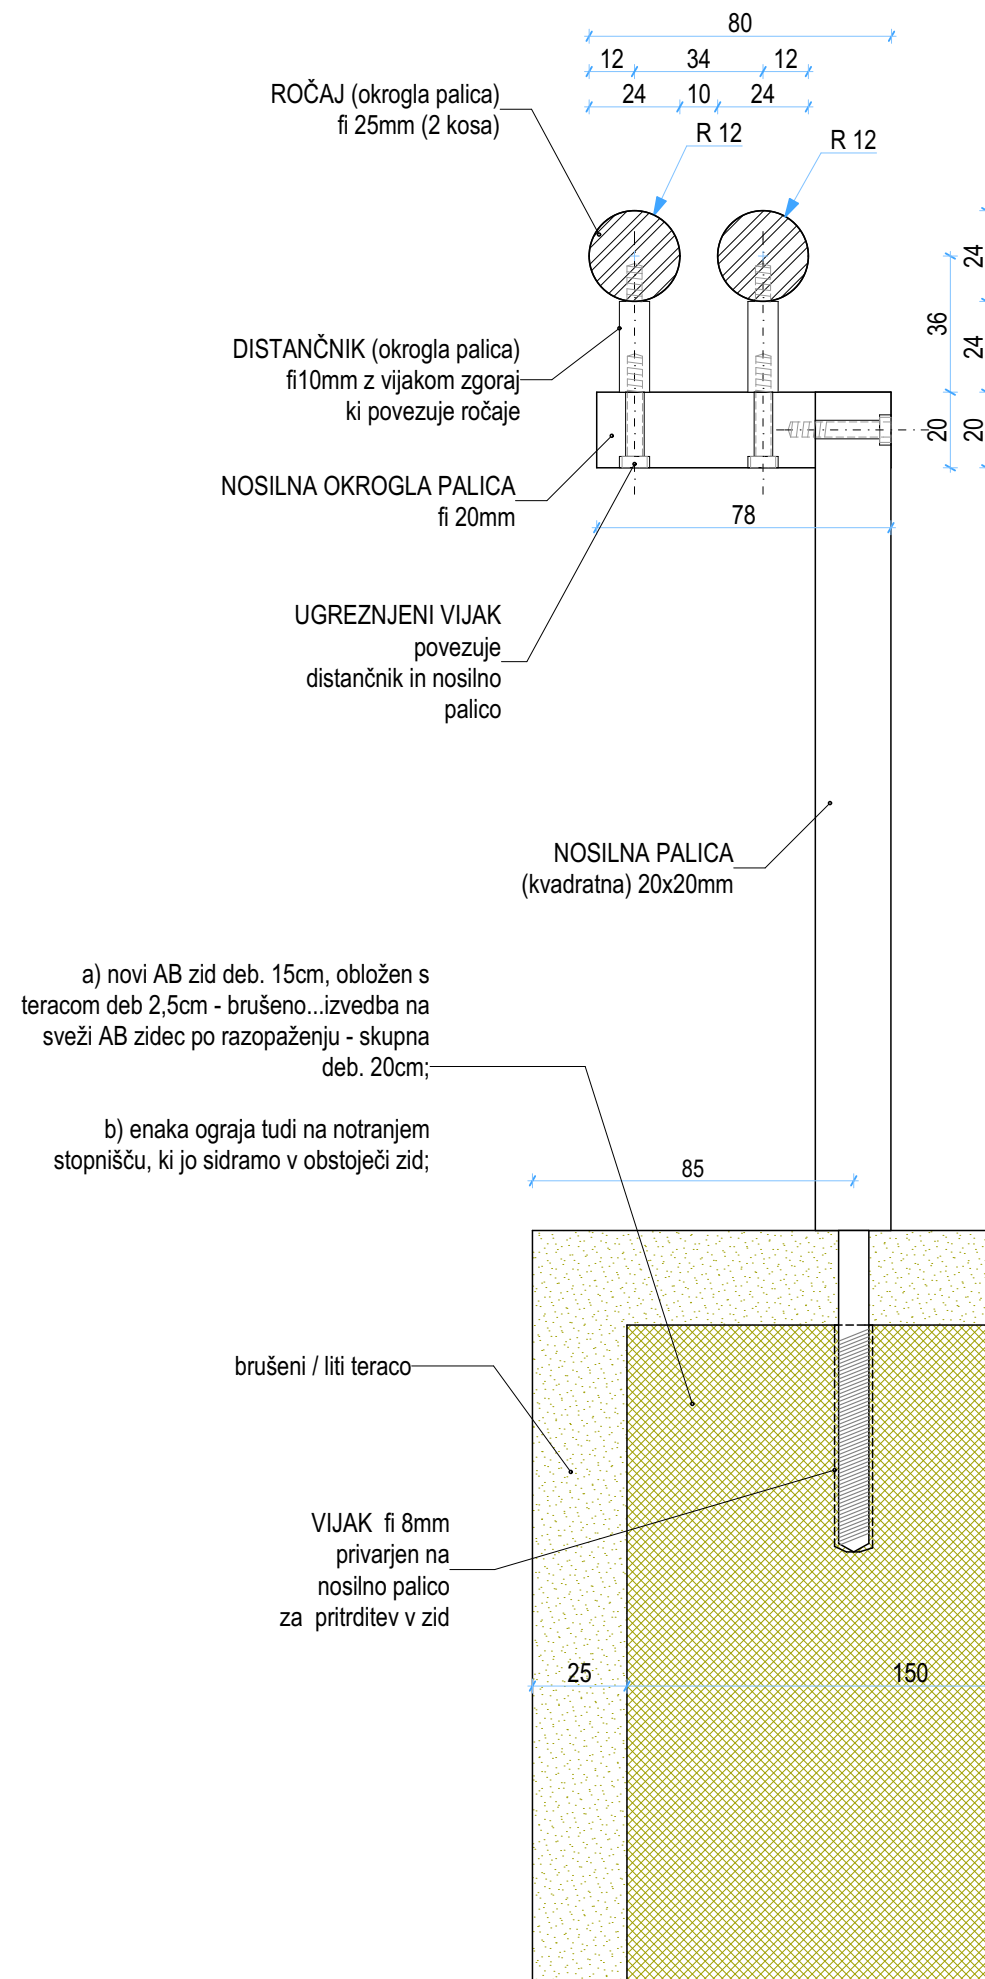 80
12
34
12
24
10
24
R 12
R 12
ROČAJ (okrogla palica)
fi 25mm (2 kosa)
24
36
24
20
20
DISTANČNIK (okrogla palica)
fi10mm z vijakom zgoraj
ki povezuje ročaje
NOSILNA OKROGLA PALICA
fi 20mm
78
UGREZNJENI VIJAK
povezuje
distančnik in nosilno
palico
NOSILNA PALICA
(kvadratna) 20x20mm
a) novi AB zid deb. 15cm, obložen s
teracom deb 2,5cm - brušeno...izvedba na
sveži AB zidec po razopaženju - skupna
deb. 20cm;
b) enaka ograja tudi na notranjem
stopnišču, ki jo sidramo v obstoječi zid;
85
brušeni / liti teraco
VIJAK fi 8mm
privarjen na
nosilno palico
za pritrditev v zid
25
150